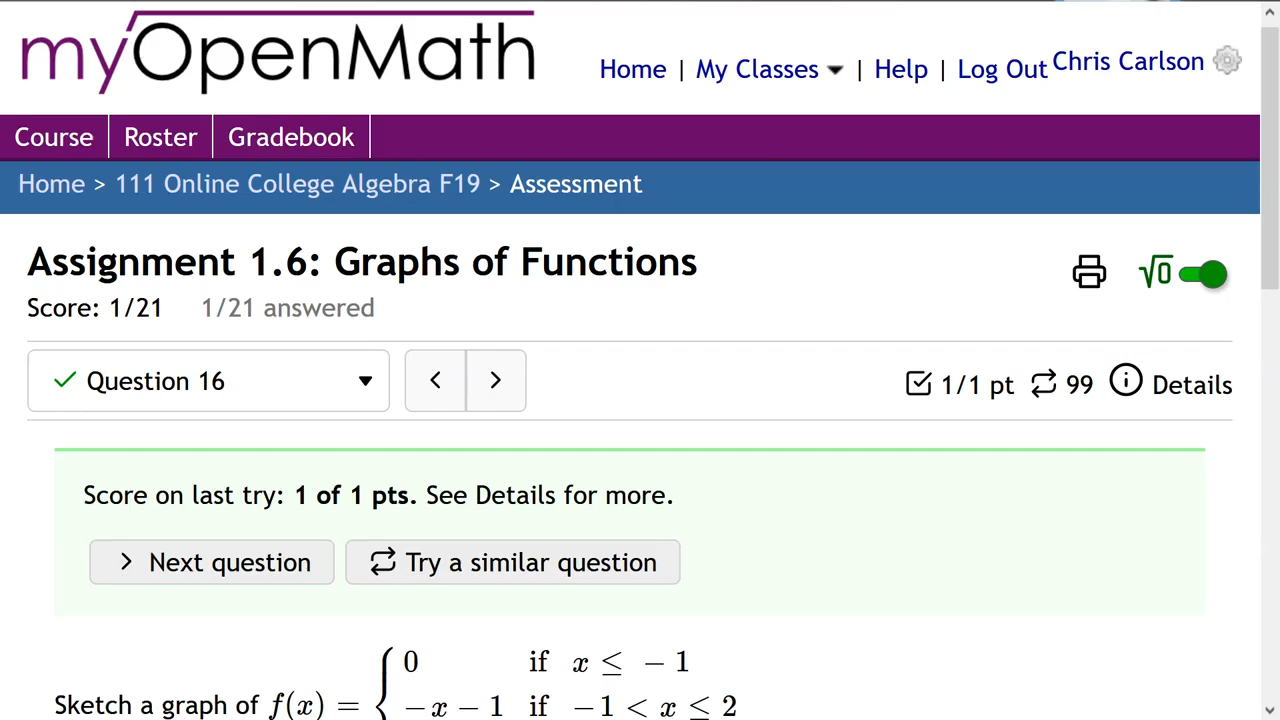 myOpenMath
Home | My Classes | Help | Log Out Chris Carlson
Course Roster Gradebook
Home > 111 Online College Algebra F19 > Assessment
Assignment 1.6: Graphs of Functions
√0
Score: 1/21 1/21 answered
Question 16 < > 1/1 pt 99 Details
Score on last try: 1 of 1 pts. See Details for more.
> Next question Try a similar question
0 if x ≤ − 1
Sketch a graph of f(x) = { −x − 1 if −1 < x ≤ 2